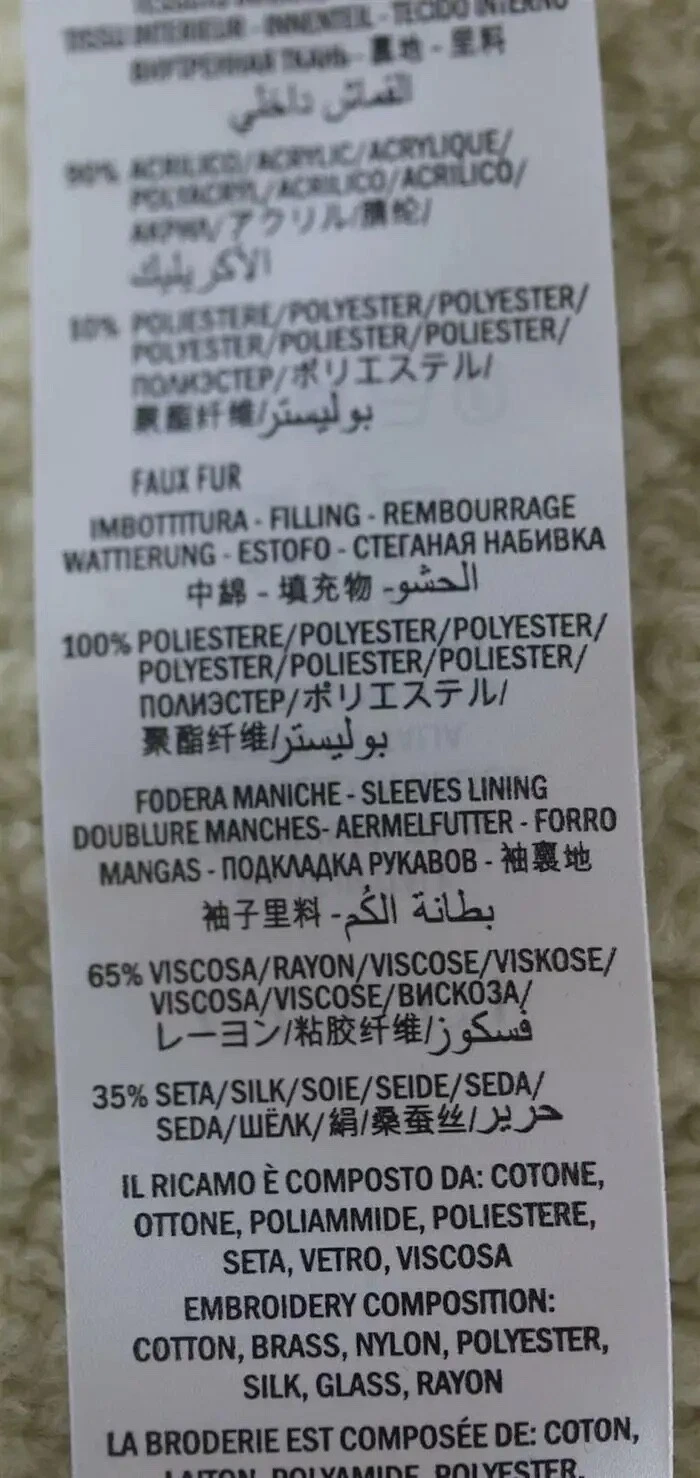 TISSU INTERIEUR - INNENTEIL - TECIDO INTERNO
ВНУТРЕННАЯ ТКАНЬ - 裏地 - 里料
القماش داخلي
90% ACRILICO/ACRYLIC/ACRYLIQUE/
POLYACRYL/ACRILICO/ACRÍLICO/
АКРИЛ/アクリル/腈纶/
الأكريليك
10% POLIESTERE/POLYESTER/POLYESTER/
POLYESTER/POLIESTER/POLIESTER/
ПОЛИЭСТЕР/ポリエステル/
聚酯纤维/بوليستر
FAUX FUR
IMBOTTITURA - FILLING - REMBOURRAGE
WATTIERUNG - ESTOFO - СТЕГАНАЯ НАБИВКА
中綿 - 填充物 - الحشو
100% POLIESTERE/POLYESTER/POLYESTER/
POLYESTER/POLIESTER/POLIESTER/
ПОЛИЭСТЕР/ポリエステル/
聚酯纤维/بوليستر
FODERA MANICHE - SLEEVES LINING
DOUBLURE MANCHES- AERMELFUTTER - FORRO
MANGAS - ПОДКЛАДКА РУКАВОВ - 袖裏地
袖子里料 - بطانة الكُم
65% VISCOSA/RAYON/VISCOSE/VISKOSE/
VISCOSA/VISCOSE/ВИСКОЗА/
レーヨン/粘胶纤维/فسكوز
35% SETA/SILK/SOIE/SEIDE/SEDA/
SEDA/ШЁЛК/絹/桑蚕丝/حرير
IL RICAMO È COMPOSTO DA: COTONE,
OTTONE, POLIAMMIDE, POLIESTERE,
SETA, VETRO, VISCOSA
EMBROIDERY COMPOSITION:
COTTON, BRASS, NYLON, POLYESTER,
SILK, GLASS, RAYON
LA BRODERIE EST COMPOSÉE DE: COTON,
LAITON, POLYAMIDE, POLYESTER,